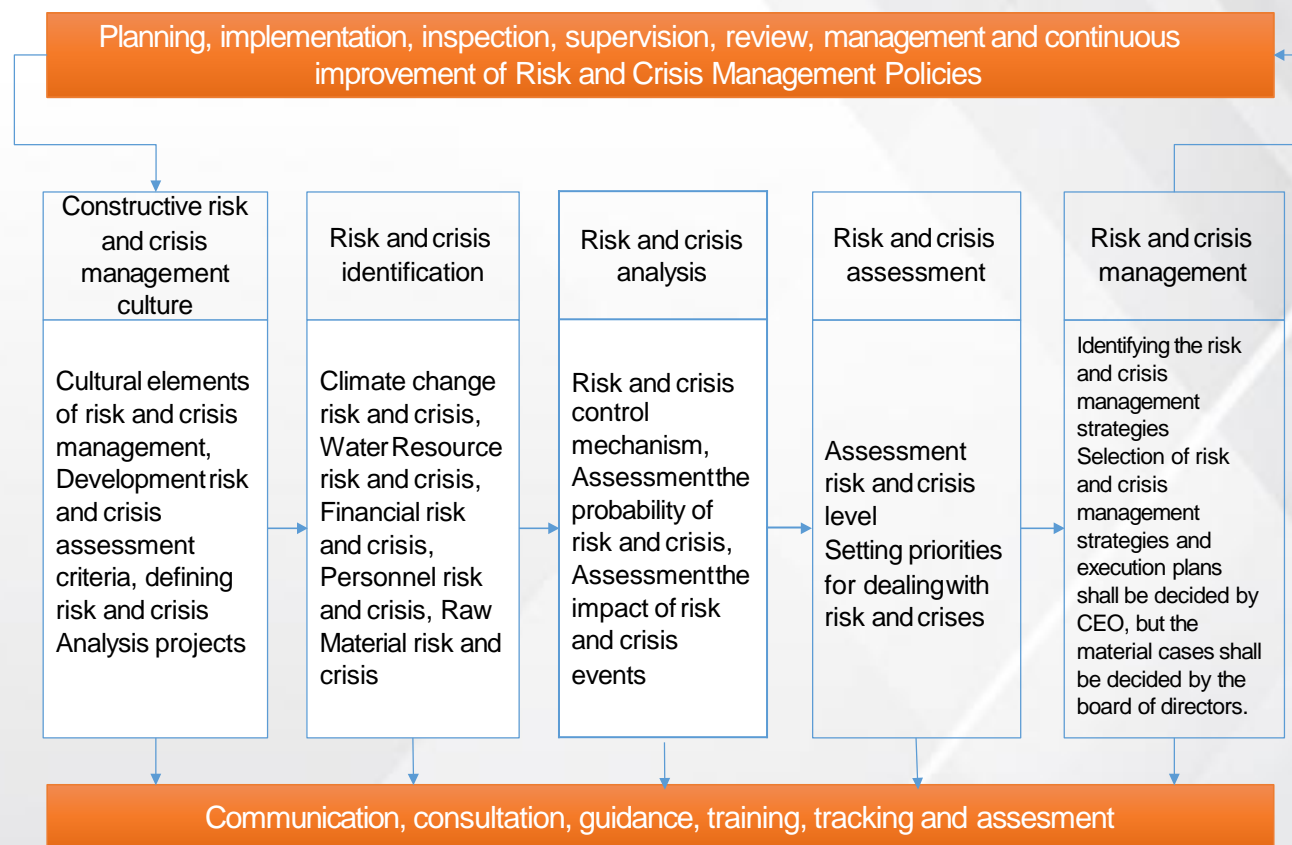 Planning, implementation, inspection, supervision, review, management and continuous
improvement of Risk and Crisis Management Policies
Constructive risk
and crisis
management
culture
Risk and crisis
identification
Risk and crisis
analysis
Risk and crisis
assessment
Risk and crisis
management
Cultural elements
of risk and crisis
management,
Development risk
and crisis
assessment
criteria, defining
risk and crisis
Analysis projects
Climate change
risk and crisis,
Water Resource
risk and crisis,
Financial risk
and crisis,
Personnel risk
and crisis, Raw
Material risk and
crisis
Risk and crisis
control
mechanism,
Assessment the
probability of
risk and crisis,
Assessment the
impact of risk
and crisis
events
Assessment
risk and crisis
level
Setting priorities
for dealing with
risk and crises
Identifying the risk
and crisis
management
strategies
Selection of risk
and crisis
management
strategies and
execution plans
shall be decided by
CEO, but the
material cases shall
be decided by the
board of directors.
Communication, consultation, guidance, training, tracking and assesment